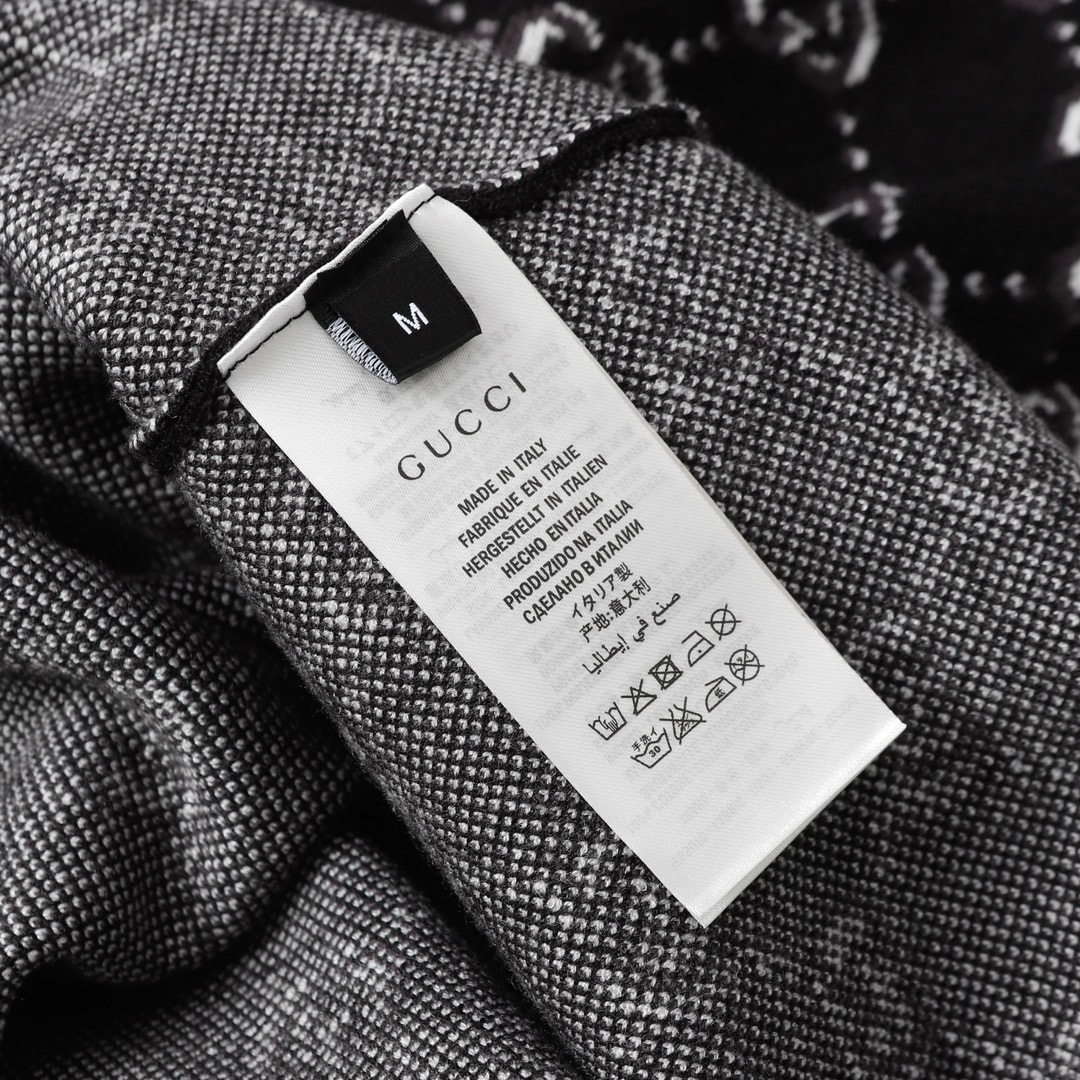 M
GUCCI
MADE IN ITALY
FABRIQUE EN ITALIE
HERGESTELLT IN ITALIEN
HECHO EN ITALIA
PRODUZIDO NA ITALIA
СДЕЛАНО В ИТАЛИИ
イタリア製
产地:意大利
صنع في إيطاليا
手洗イ
30